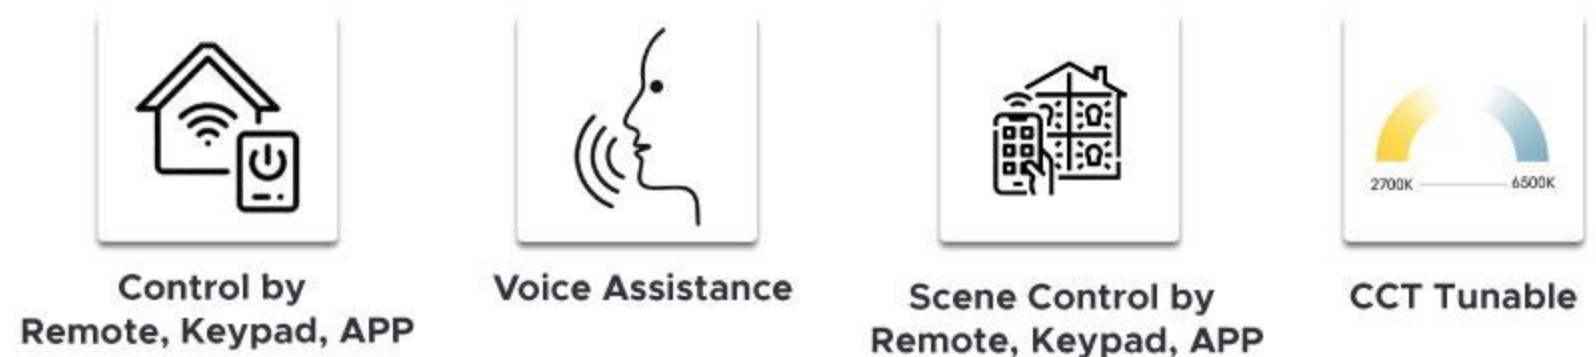 2700K
6500K
Control by
Remote, Keypad, APP
Voice Assistance
Scene Control by
Remote, Keypad, APP
CCT Tunable